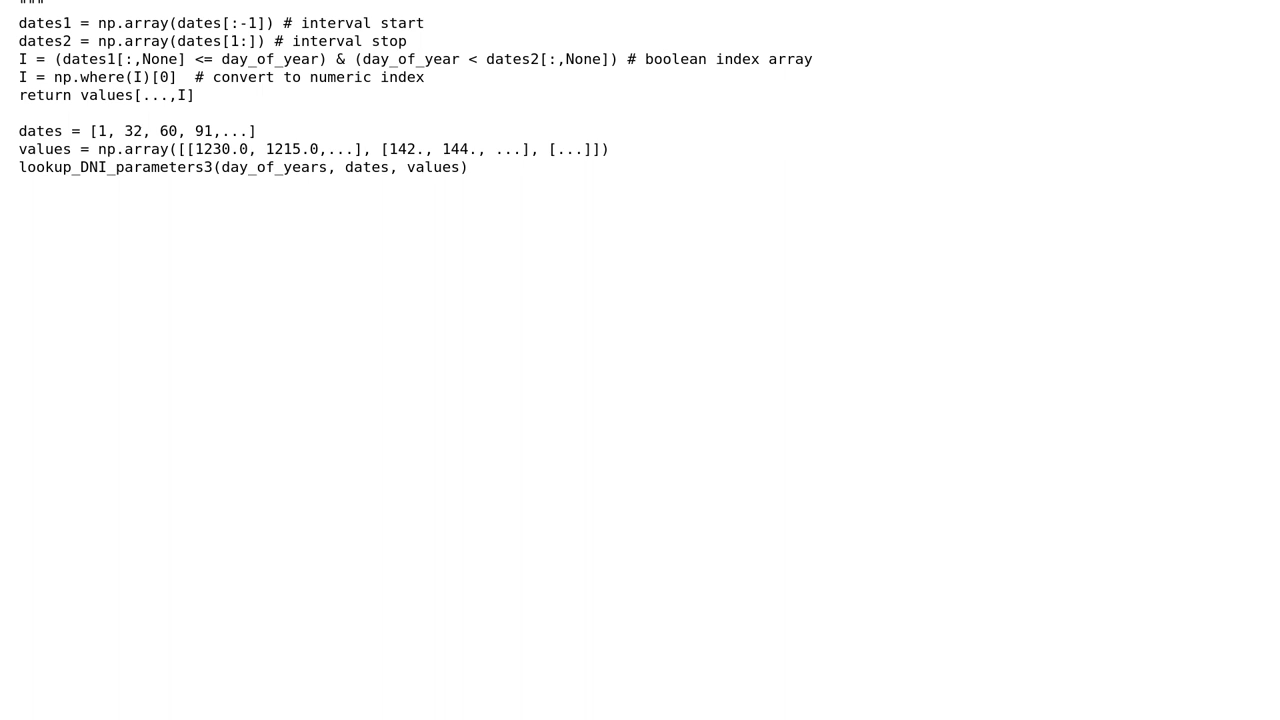 """
dates1 = np.array(dates[:-1]) # interval start
dates2 = np.array(dates[1:]) # interval stop
I = (dates1[:,None] <= day_of_year) & (day_of_year < dates2[:,None]) # boolean index array
I = np.where(I)[0]  # convert to numeric index
return values[...,I]

dates = [1, 32, 60, 91,...]
values = np.array([[1230.0, 1215.0,...], [142., 144., ...], [...]])
lookup_DNI_parameters3(day_of_years, dates, values)